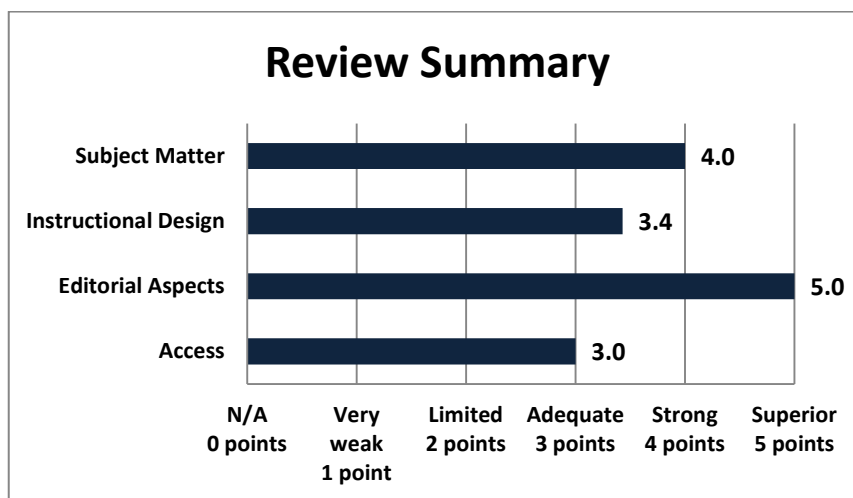 Review Summary
Subject Matter
4.0
Instructional Design
3.4
Editorial Aspects
5.0
Access
3.0
N/A
0 points
Very
weak
1 point
Limited
2 points
Adequate
3 points
Strong
4 points
Superior
5 points